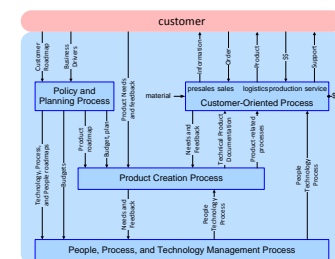 customer
Customer
Roadmap
Business
Drivers
Product Needs
and feedback
Information
Order
Product
$$
Support
Policy and
Planning Process
material
presales sales logistics production service
Customer-Oriented Process
Technology, Process,
and People roadmaps
Budgets
Product
roadmap
Budget, plan
Needs and
Feedback
Technical Product
Documentation
Product-related
processes
People
Technology
Process
Product Creation Process
Needs and
Feedback
People
Technology
Process
People, Process, and Technology Management Process